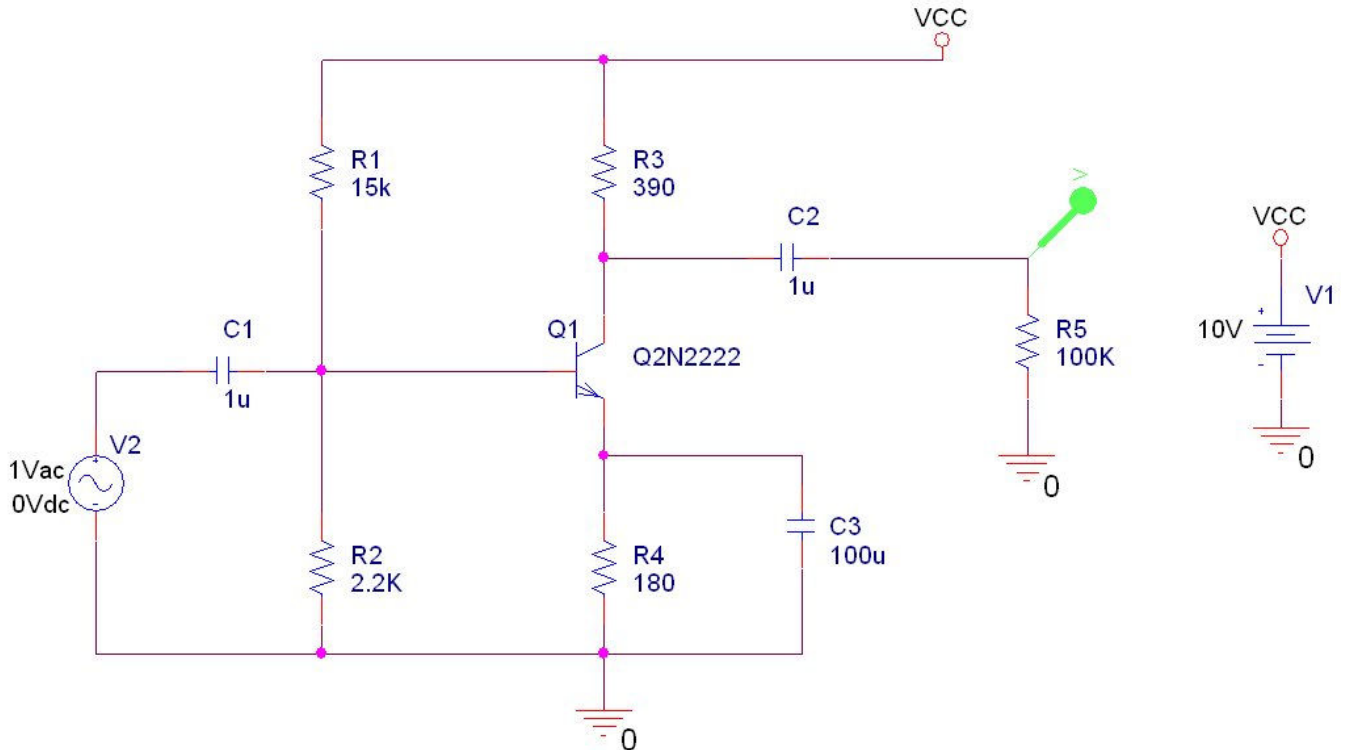 VCC
R1
15k
R3
390
C2
1u
VCC
V1
10V
R5
100K
C1
1u
Q1
Q2N2222
V2
1Vac
0Vdc
0
0
R2
2.2K
R4
180
C3
100u
0